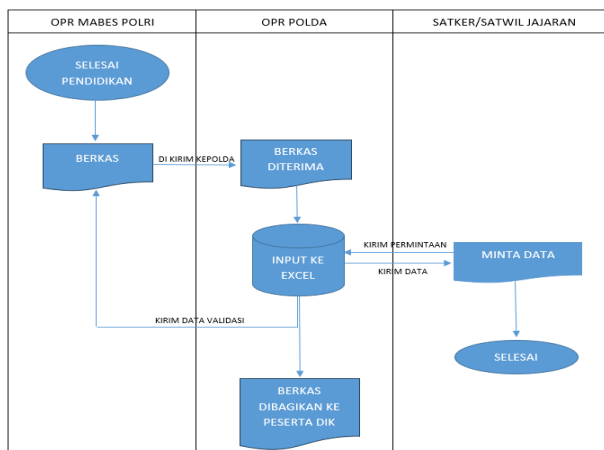 OPR MABES POLRI
OPR POLDA
SATKER/SATWIL JAJARAN
SELESAI
PENDIDIKAN
BERKAS
DI KIRIM KEPOLDA
BERKAS
DITERIMA
INPUT KE
EXCEL
KIRIM PERMINTAAN
KIRIM DATA
MINTA DATA
KIRIM DATA VALIDASI
SELESAI
BERKAS
DIBAGIKAN KE
PESERTA DIK